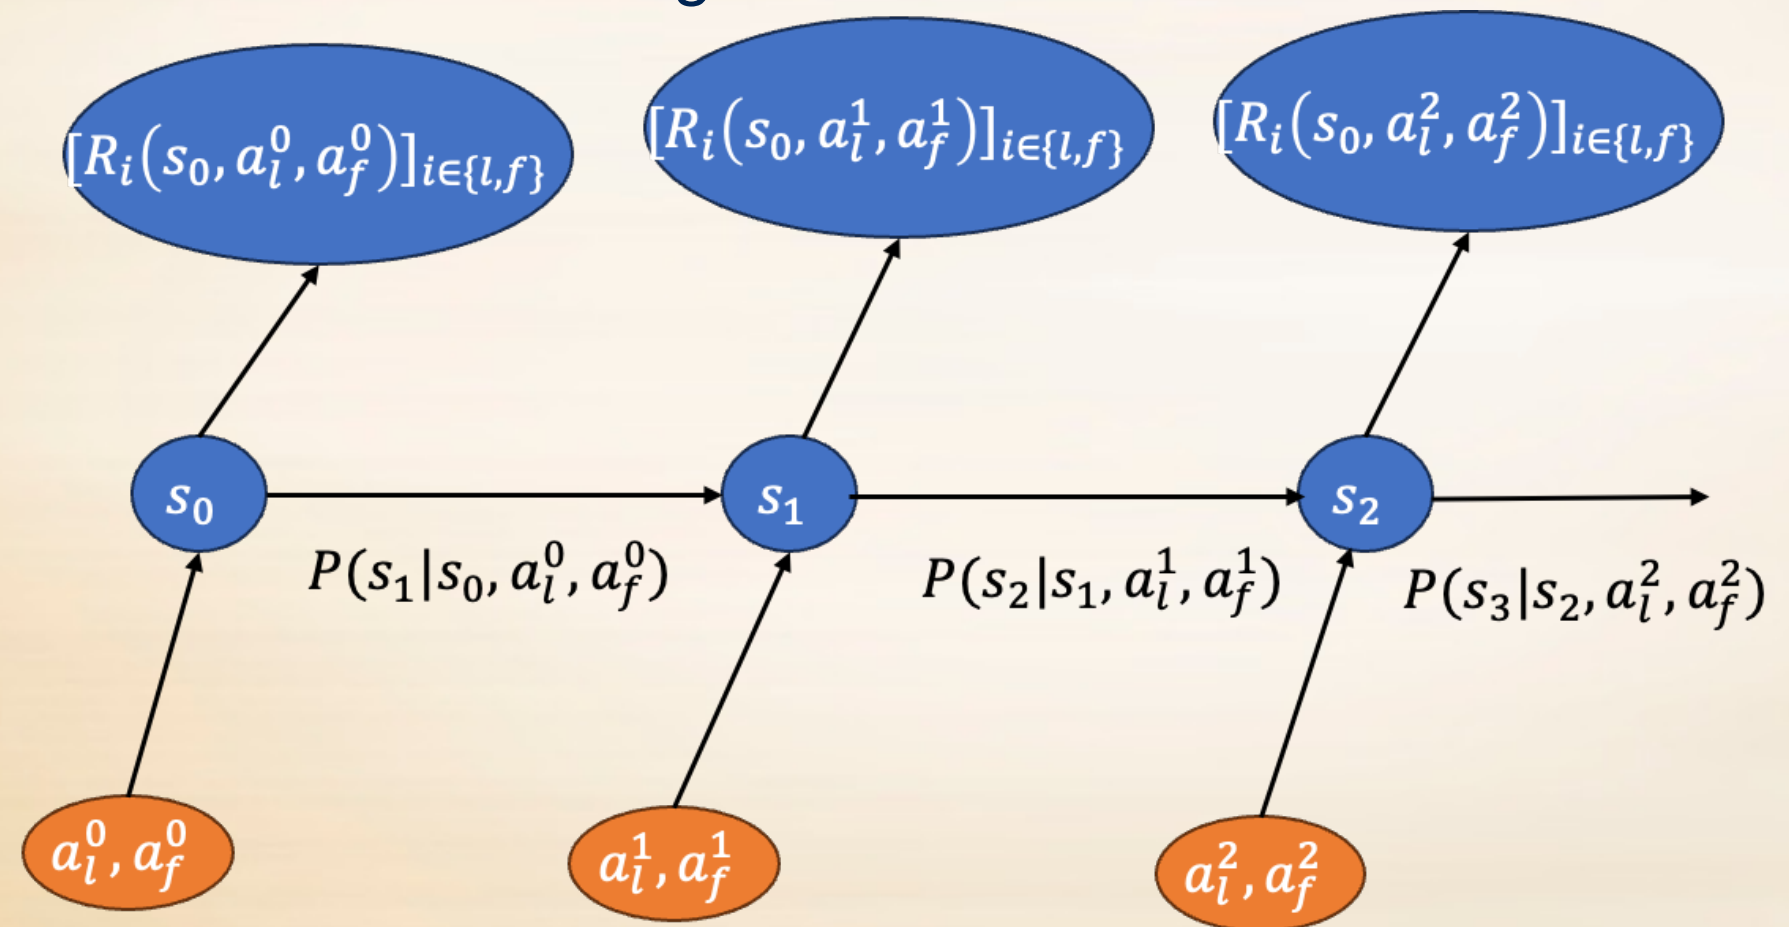 [R_i(s_0, a_l^0, a_f^0)]_{i∈{l,f}}
[R_i(s_0, a_l^1, a_f^1)]_{i∈{l,f}}
[R_i(s_0, a_l^2, a_f^2)]_{i∈{l,f}}
s_0
s_1
s_2
P(s_1|s_0, a_l^0, a_f^0)
P(s_2|s_1, a_l^1, a_f^1)
P(s_3|s_2, a_l^2, a_f^2)
a_l^0, a_f^0
a_l^1, a_f^1
a_l^2, a_f^2